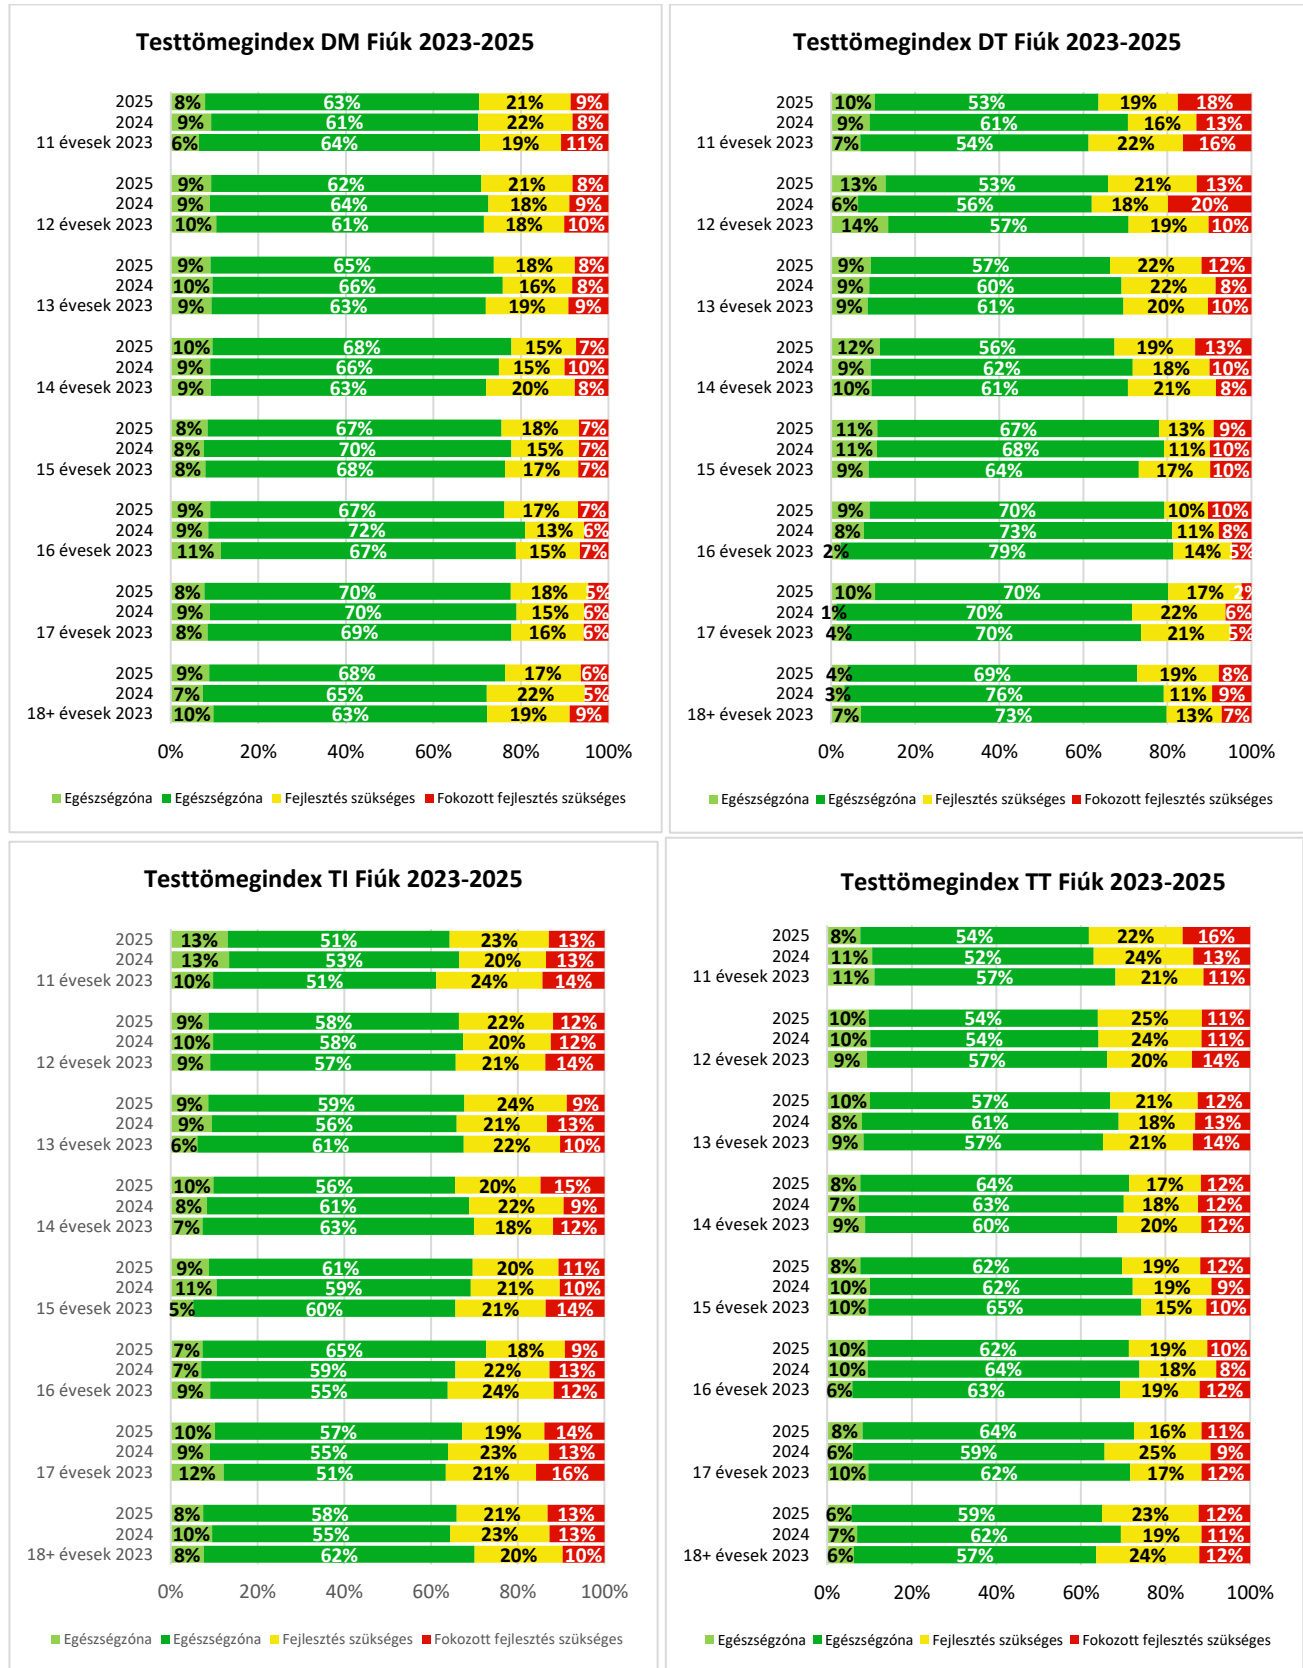 Testtömegindex DM Fiúk 2023-2025
2025 8% 63% 21% 9%
2024 9% 61% 22% 8%
11 évesek 2023 6% 64% 19% 11%
2025 9% 62% 21% 8%
2024 9% 64% 18% 9%
12 évesek 2023 10% 61% 18% 10%
2025 9% 65% 18% 8%
2024 10% 66% 16% 8%
13 évesek 2023 9% 63% 19% 9%
2025 10% 68% 15% 7%
2024 9% 66% 15% 10%
14 évesek 2023 9% 63% 20% 8%
2025 8% 67% 18% 7%
2024 8% 70% 15% 7%
15 évesek 2023 8% 68% 17% 7%
2025 9% 67% 17% 7%
2024 9% 72% 13% 6%
16 évesek 2023 11% 67% 15% 7%
2025 8% 70% 18% 5%
2024 9% 70% 15% 6%
17 évesek 2023 8% 69% 16% 6%
2025 9% 68% 17% 6%
2024 7% 65% 22% 5%
18+ évesek 2023 10% 63% 19% 9%
0% 20% 40% 60% 80% 100%
Egészségzóna Egészségzóna Fejlesztés szükséges Fokozott fejlesztés szükséges
Testtömegindex DT Fiúk 2023-2025
2025 10% 53% 19% 18%
2024 9% 61% 16% 13%
11 évesek 2023 7% 54% 22% 16%
2025 13% 53% 21% 13%
2024 6% 56% 18% 20%
12 évesek 2023 14% 57% 19% 10%
2025 9% 57% 22% 12%
2024 9% 60% 22% 8%
13 évesek 2023 9% 61% 20% 10%
2025 12% 56% 19% 13%
2024 9% 62% 18% 10%
14 évesek 2023 10% 61% 21% 8%
2025 11% 67% 13% 9%
2024 11% 68% 11% 10%
15 évesek 2023 9% 64% 17% 10%
2025 9% 70% 10% 10%
2024 8% 73% 11% 8%
16 évesek 2023 2% 79% 14% 5%
2025 10% 70% 17% 2%
2024 1% 70% 22% 6%
17 évesek 2023 4% 70% 21% 5%
2025 4% 69% 19% 8%
2024 3% 76% 11% 9%
18+ évesek 2023 7% 73% 13% 7%
0% 20% 40% 60% 80% 100%
Egészségzóna Egészségzóna Fejlesztés szükséges Fokozott fejlesztés szükséges
Testtömegindex TI Fiúk 2023-2025
2025 13% 51% 23% 13%
2024 13% 53% 20% 13%
11 évesek 2023 10% 51% 24% 14%
2025 9% 58% 22% 12%
2024 10% 58% 20% 12%
12 évesek 2023 9% 57% 21% 14%
2025 9% 59% 24% 9%
2024 9% 56% 21% 13%
13 évesek 2023 6% 61% 22% 10%
2025 10% 56% 20% 15%
2024 8% 61% 22% 9%
14 évesek 2023 7% 63% 18% 12%
2025 9% 61% 20% 11%
2024 11% 59% 21% 10%
15 évesek 2023 5% 60% 21% 14%
2025 7% 65% 18% 9%
2024 7% 59% 22% 13%
16 évesek 2023 9% 55% 24% 12%
2025 10% 57% 19% 14%
2024 9% 55% 23% 13%
17 évesek 2023 12% 51% 21% 16%
2025 8% 58% 21% 13%
2024 10% 55% 23% 13%
18+ évesek 2023 8% 62% 20% 10%
0% 20% 40% 60% 80% 100%
Egészségzóna Egészségzóna Fejlesztés szükséges Fokozott fejlesztés szükséges
Testtömegindex TT Fiúk 2023-2025
2025 8% 54% 22% 16%
2024 11% 52% 24% 13%
11 évesek 2023 11% 57% 21% 11%
2025 10% 54% 25% 11%
2024 10% 54% 24% 11%
12 évesek 2023 9% 57% 20% 14%
2025 10% 57% 21% 12%
2024 8% 61% 18% 13%
13 évesek 2023 9% 57% 21% 14%
2025 8% 64% 17% 12%
2024 7% 63% 18% 12%
14 évesek 2023 9% 60% 20% 12%
2025 8% 62% 19% 12%
2024 10% 62% 19% 9%
15 évesek 2023 10% 65% 15% 10%
2025 10% 62% 19% 10%
2024 10% 64% 18% 8%
16 évesek 2023 6% 63% 19% 12%
2025 8% 64% 16% 11%
2024 6% 59% 25% 9%
17 évesek 2023 10% 62% 17% 12%
2025 6% 59% 23% 12%
2024 7% 62% 19% 11%
18+ évesek 2023 6% 57% 24% 12%
0% 20% 40% 60% 80% 100%
Egészségzóna Egészségzóna Fejlesztés szükséges Fokozott fejlesztés szükséges